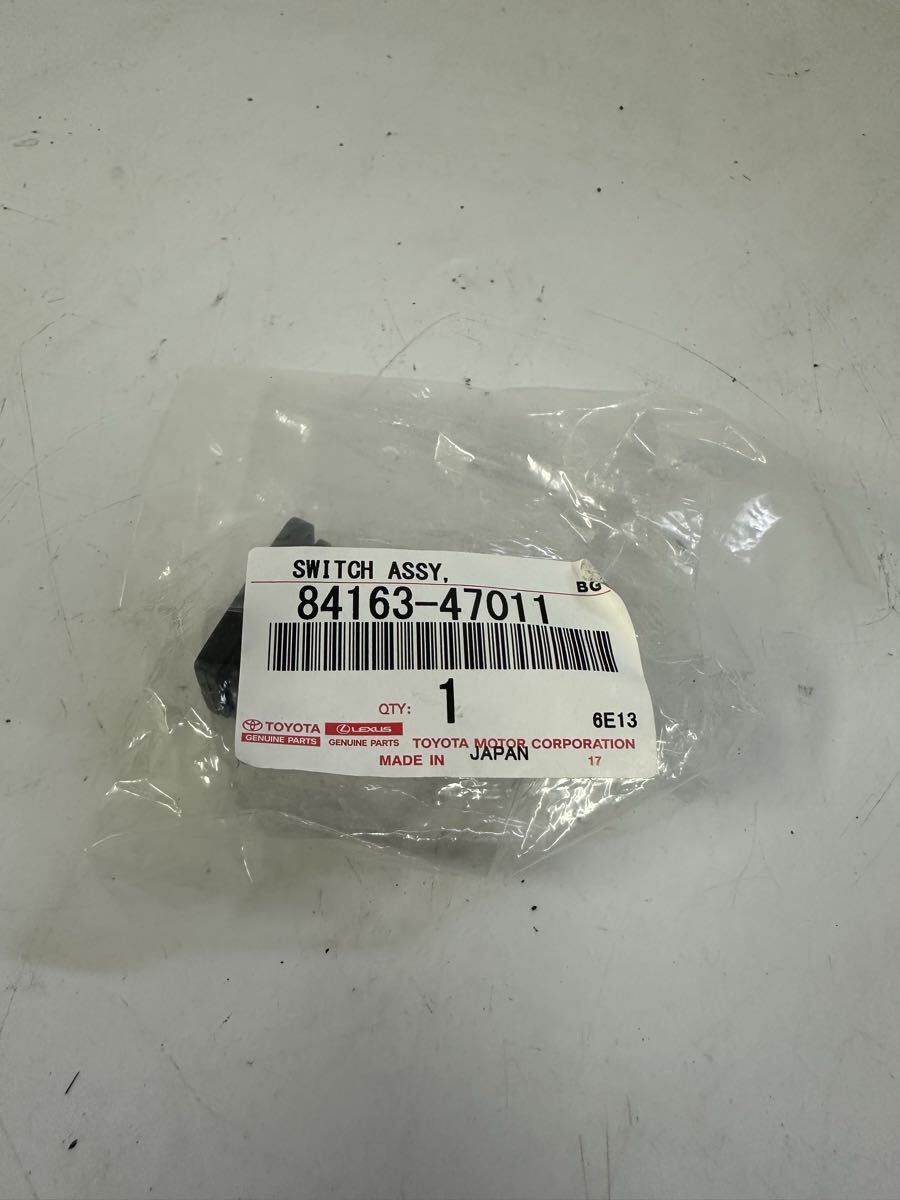 SWITCH ASSY,
BG
84163-47011
QTY: 1
6E13
TOYOTA LEXUS
GENUINE PARTS GENUINE PARTS TOYOTA MOTOR CORPORATION
MADE IN JAPAN 17